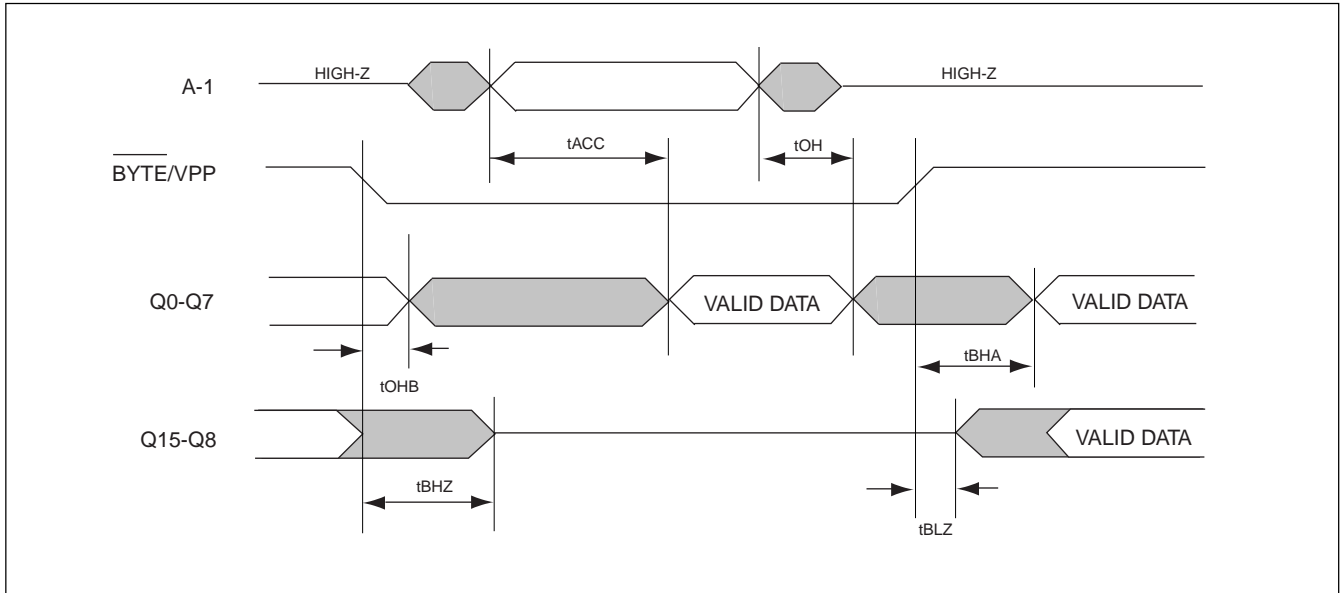 HIGH-Z
HIGH-Z
A-1
tACC
tOH
BYTE/VPP
Q0-Q7
VALID DATA
VALID DATA
tBHA
tOHB
Q15-Q8
VALID DATA
tBHZ
tBLZ